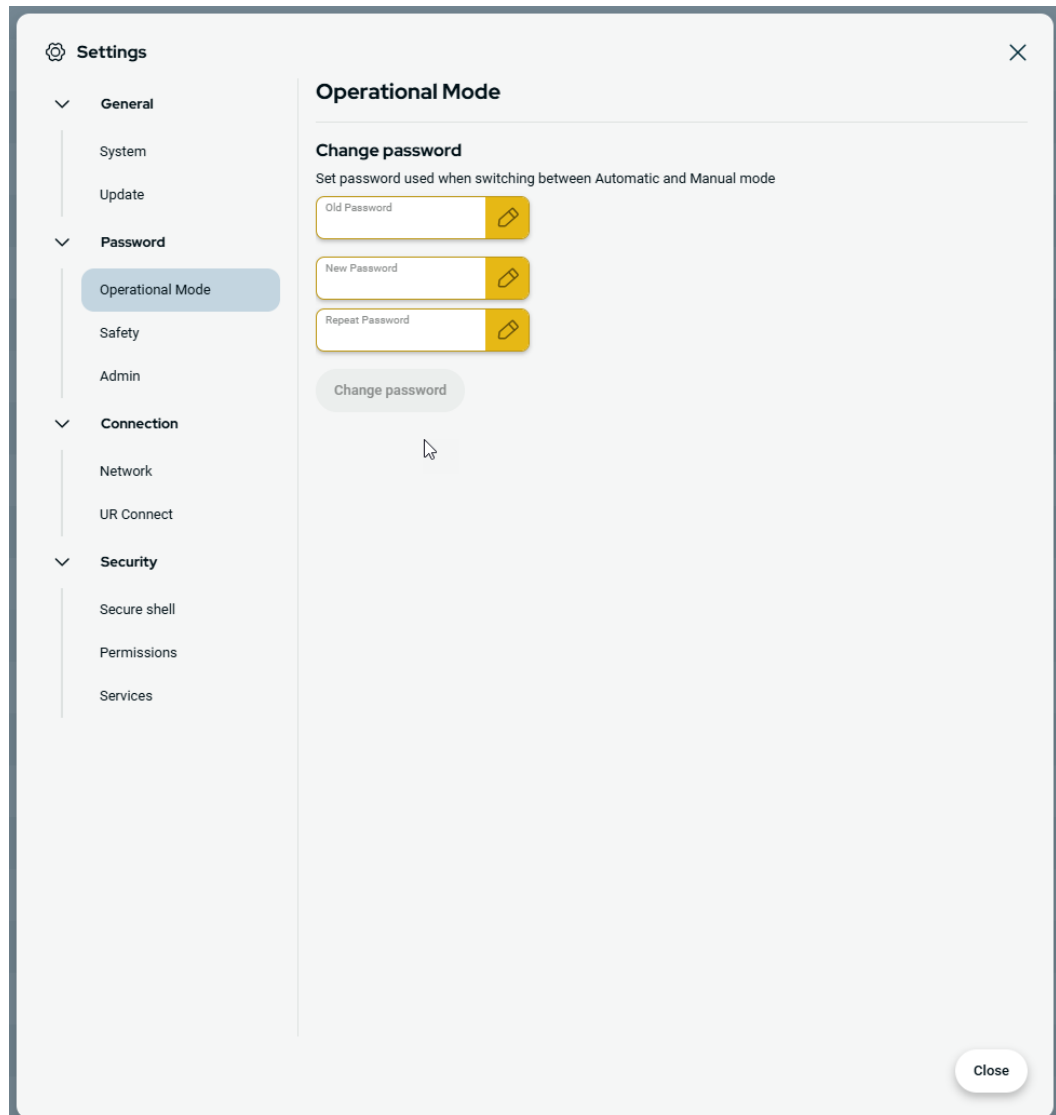 Settings
General
System
Update
Password
Operational Mode
Safety
Admin
Connection
Network
UR Connect
Security
Secure shell
Permissions
Services
Operational Mode
Change password
Set password used when switching between Automatic and Manual mode
Old Password
New Password
Repeat Password
Change password
Close